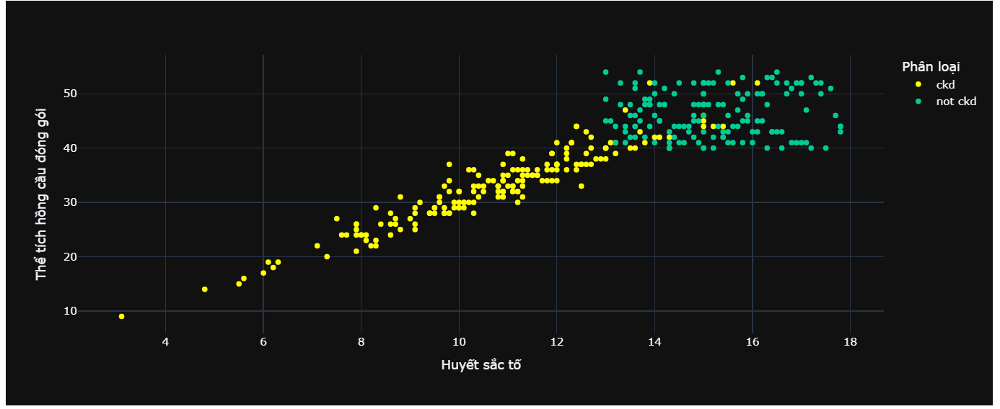 Phân loại
ckd
not ckd
Thể tích hồng cầu đóng gói
50
40
30
20
10
4 6 8 10 12 14 16 18
Huyết sắc tố